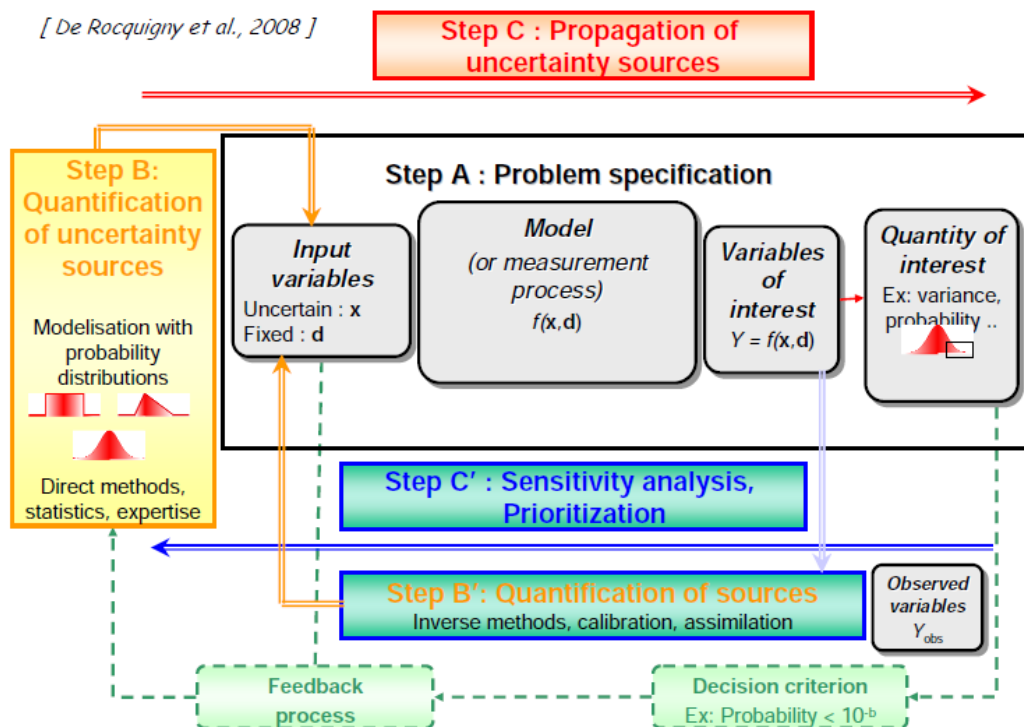 [ De Rocquigny et al., 2008 ]
Step C : Propagation of
uncertainty sources
Step B:
Quantification
of uncertainty
sources
Modelisation with
probability
distributions
Direct methods,
statistics, expertise
Step A : Problem specification
Input
variables
Uncertain : x
Fixed : d
Model
(or measurement
process)
f(x,d)
Variables
of
interest
Y = f(x,d)
Quantity of
interest
Ex: variance,
probability ..
Step C' : Sensitivity analysis,
Prioritization
Step B': Quantification of sources
Inverse methods, calibration, assimilation
Observed
variables
Yobs
Feedback
process
Decision criterion
Ex: Probability < 10-b